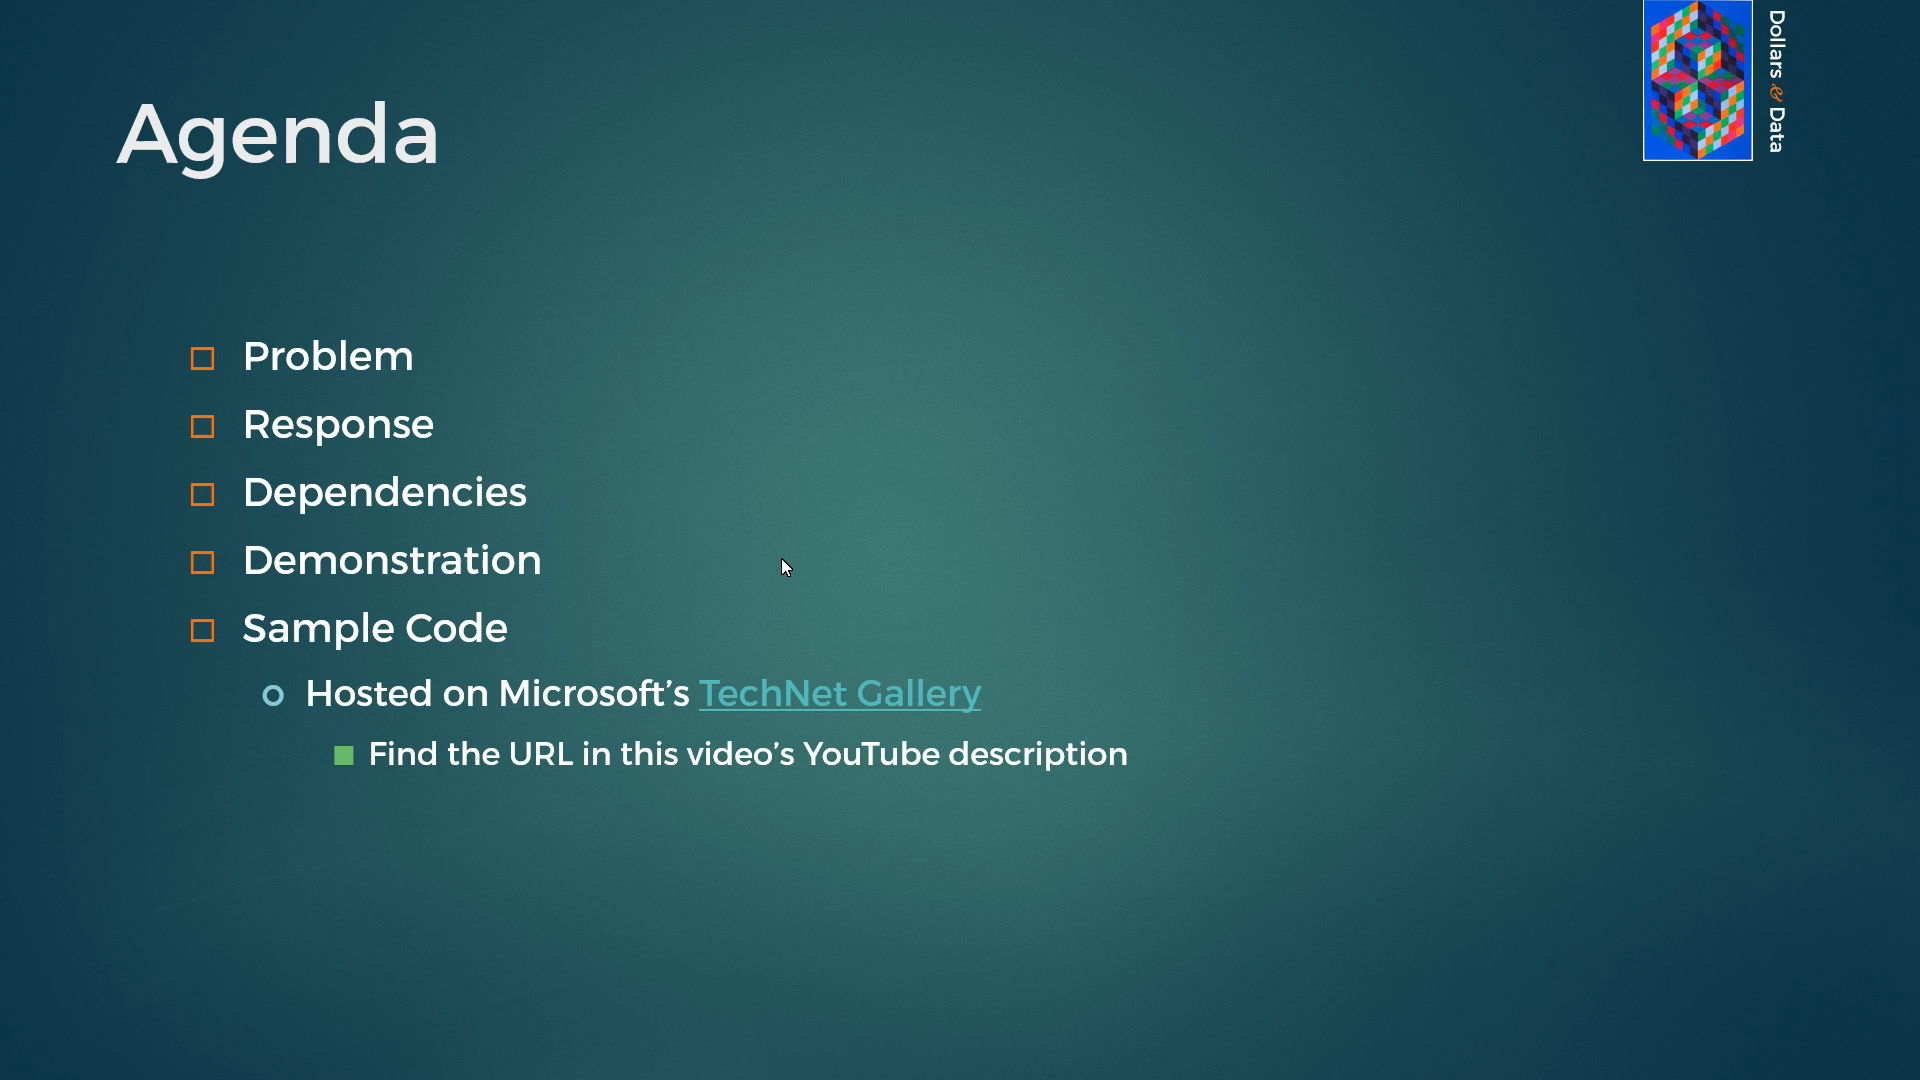 Agenda
Dollars & Data
Problem
Response
Dependencies
Demonstration
Sample Code
Hosted on Microsoft’s TechNet Gallery
Find the URL in this video’s YouTube description